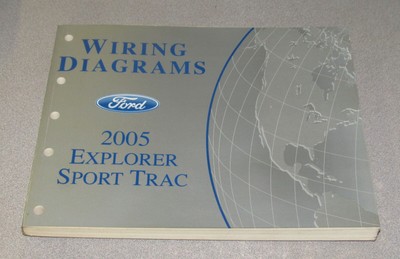 WIRING
DIAGRAMS
Ford
2005
EXPLORER
SPORT TRAC